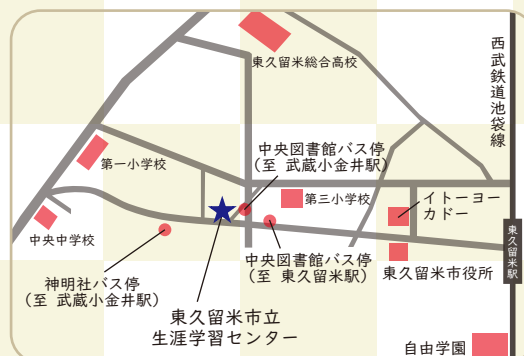 東久留米総合高校
西武鉄道池袋線
中央図書館バス停
（至 武蔵小金井駅）
第一小学校
第三小学校
イトーヨー
カドー
中央中学校
東久留米駅
神明社バス停
（至 武蔵小金井駅）
中央図書館バス停
（至 東久留米駅）
東久留米市役所
東久留米市立
生涯学習センター
自由学園